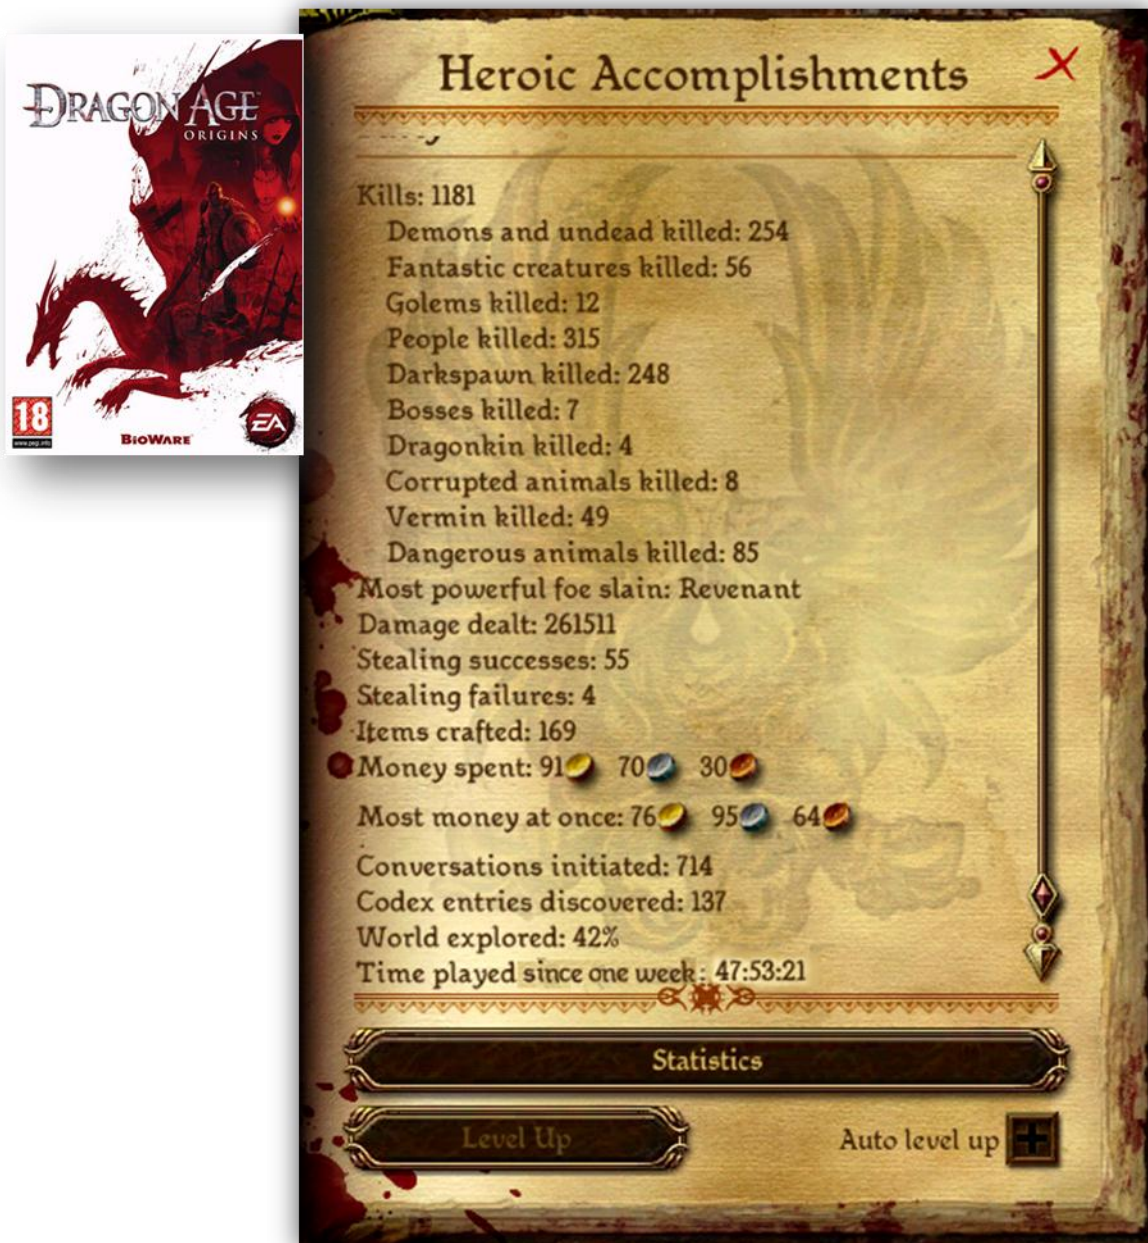 DRAGON AGE
ORIGINS
18
www.pegi.info
BIOWARE
EA
Heroic Accomplishments
Kills: 1181
Demons and undead killed: 254
Fantastic creatures killed: 56
Golems killed: 12
People killed: 315
Darkspawn killed: 248
Bosses killed: 7
Dragonkin killed: 4
Corrupted animals killed: 8
Vermin killed: 49
Dangerous animals killed: 85
Most powerful foe slain: Revenant
Damage dealt: 261511
Stealing successes: 55
Stealing failures: 4
Items crafted: 169
Money spent: 91 70 30
Most money at once: 76 95 64
Conversations initiated: 714
Codex entries discovered: 137
World explored: 42%
Time played since one week: 47:53:21
Statistics
Level Up
Auto level up